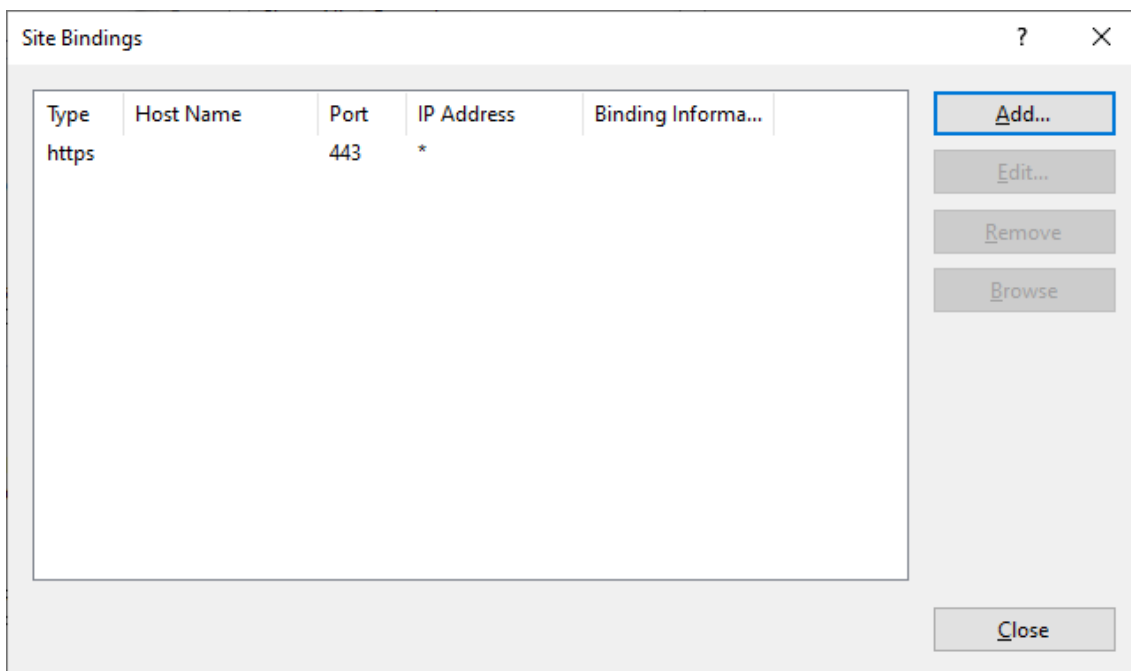 Site Bindings ?
Type Host Name Port IP Address Binding Informa...
https 443 *
Add...
Edit...
Remove
Browse
Close